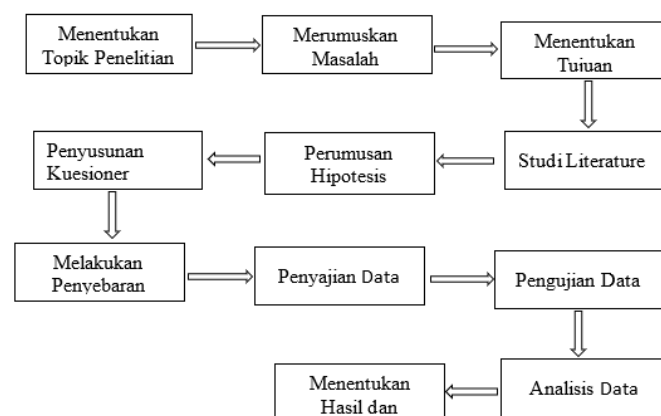 Menentukan
Topik Penelitian
Merumuskan
Masalah
Menentukan
Tujuan
Studi Literature
Perumusan
Hipotesis
Penyusunan
Kuesioner
Melakukan
Penyebaran
Penyajian Data
Pengujian Data
Analisis Data
Menentukan
Hasil dan